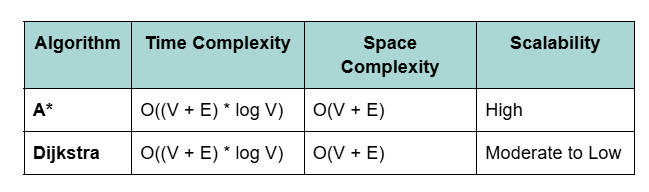 Algorithm Time Complexity Space Complexity Scalability
A* O((V + E) * log V) O(V + E) High
Dijkstra O((V + E) * log V) O(V + E) Moderate to Low